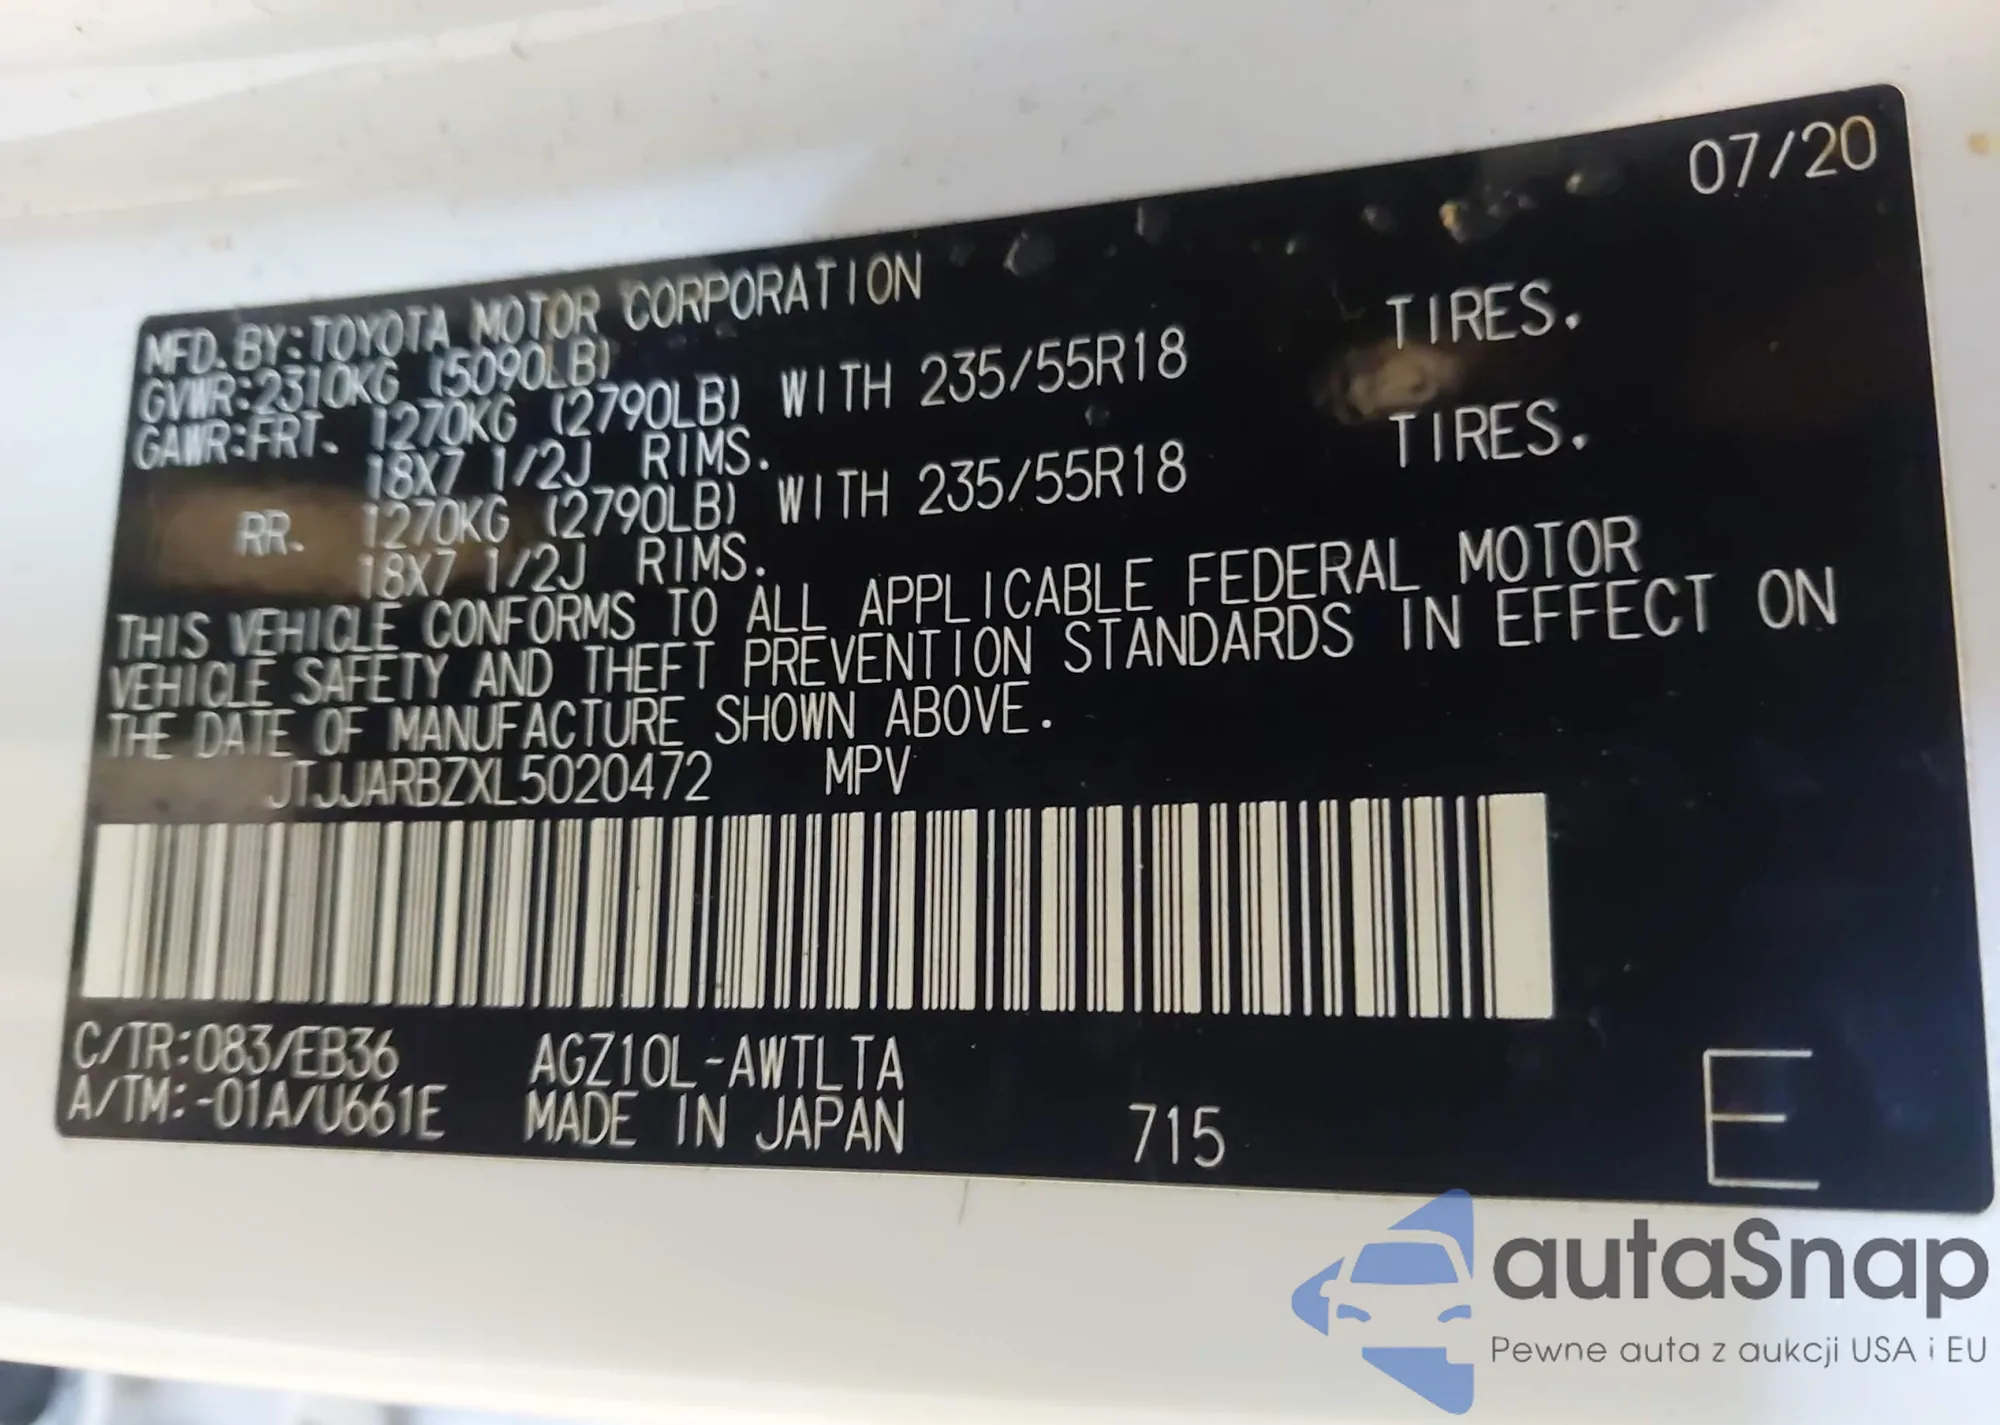 07/20
MFD.BY:TOYOTA MOTOR CORPORATION
GVWR:2310KG (5090LB)
GAWR:FRT. 1270KG (2790LB) WITH 235/55R18 TIRES.
18X7 1/2J RIMS.
RR. 1270KG (2790LB) WITH 235/55R18 TIRES.
18X7 1/2J RIMS.
THIS VEHICLE CONFORMS TO ALL APPLICABLE FEDERAL MOTOR
VEHICLE SAFETY AND THEFT PREVENTION STANDARDS IN EFFECT ON
THE DATE OF MANUFACTURE SHOWN ABOVE.
JTJJARBZXL5020472 MPV
C/TR:083/EB36 AGZ10L-AWTLTA
A/TM:-01A/U661E MADE IN JAPAN 715 E
autaSnap
Pewne auta z aukcji USA i EU